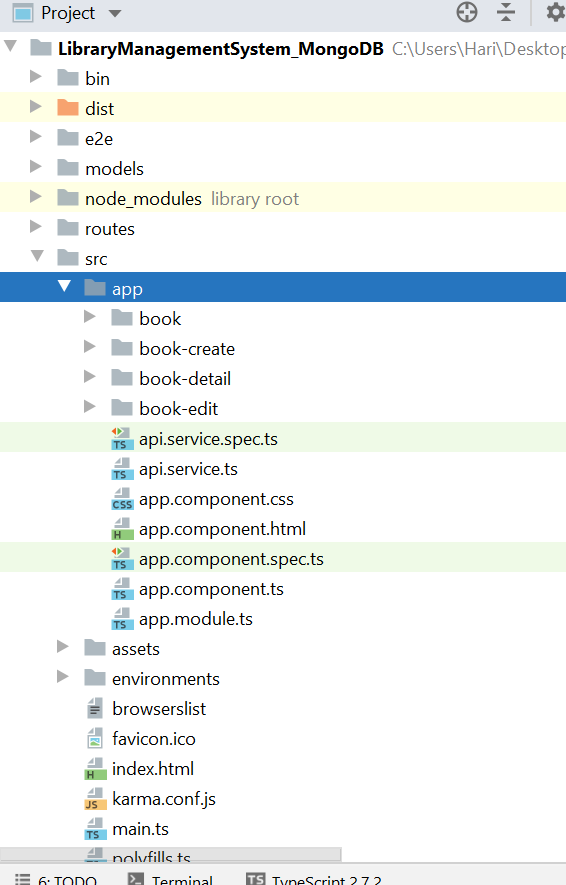 Project
LibraryManagementSystem_MongoDB C:\Users\Hari\Desktop
bin
dist
e2e
models
node_modules library root
routes
src
app
book
book-create
book-detail
book-edit
TS api.service.spec.ts
TS api.service.ts
CSS app.component.css
H app.component.html
TS app.component.spec.ts
TS app.component.ts
TS app.module.ts
assets
environments
browserslist
favicon.ico
H index.html
JS karma.conf.js
TS main.ts
TS polyfills.ts
6: TODO Terminal TS TypeScript 2.7.2